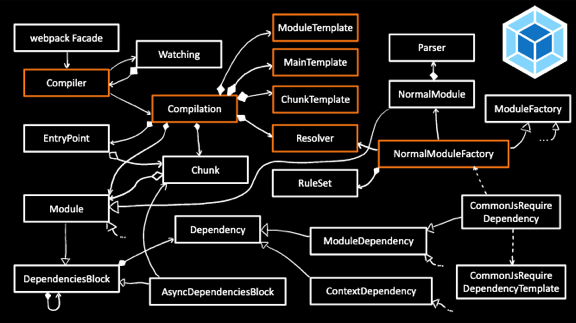 webpack Facade
ModuleTemplate
Parser
Watching
MainTemplate
Compiler
NormalModule
ChunkTemplate
Compilation
ModuleFactory
EntryPoint
Resolver
...
NormalModuleFactory
Chunk
RuleSet
Module
CommonJsRequire
Dependency
...
Dependency
ModuleDependency
...
DependenciesBlock
CommonJsRequire
DependencyTemplate
AsyncDependenciesBlock
ContextDependency
...